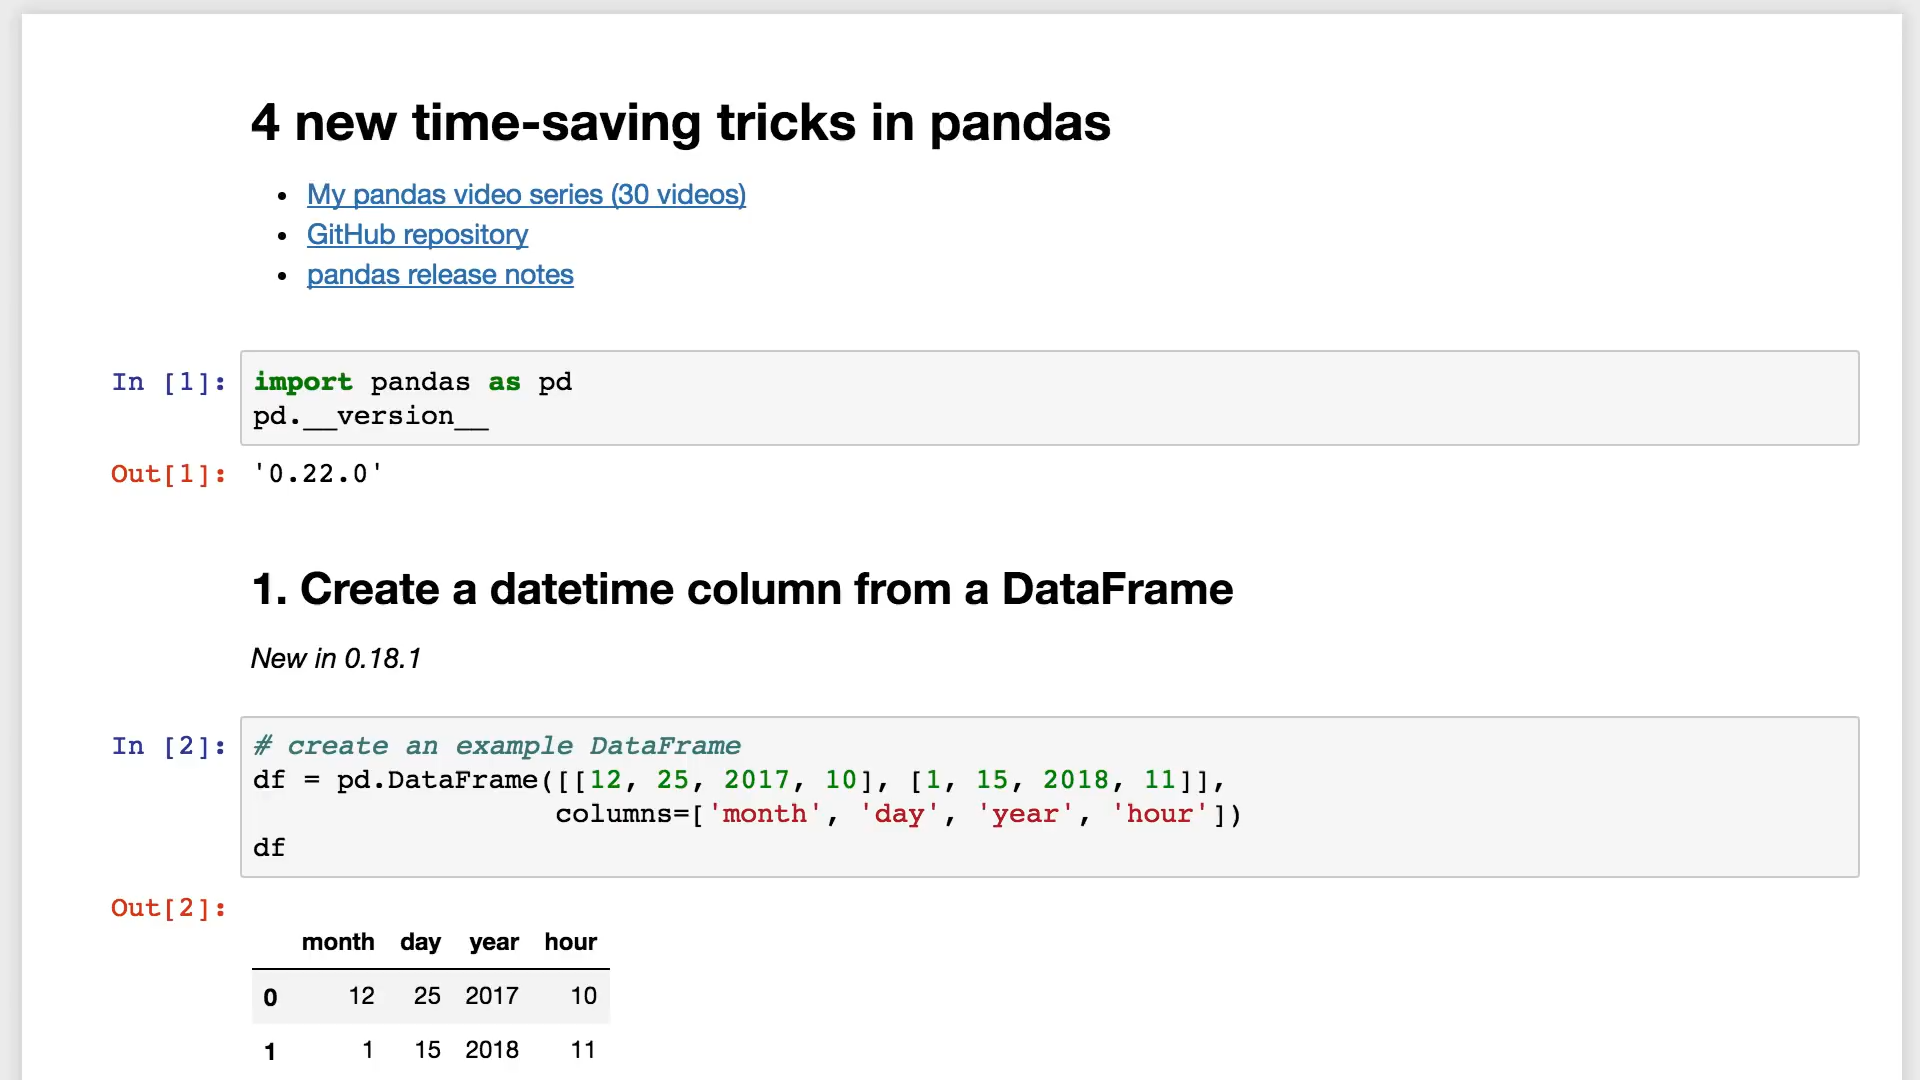 4 new time-saving tricks in pandas
My pandas video series (30 videos)
GitHub repository
pandas release notes
In [1]: import pandas as pd
pd.__version__
Out[1]: '0.22.0'
1. Create a datetime column from a DataFrame
New in 0.18.1
In [2]: # create an example DataFrame
df = pd.DataFrame([[12, 25, 2017, 10], [1, 15, 2018, 11]],
columns=['month', 'day', 'year', 'hour'])
df
Out[2]:
month day year hour
0 12 25 2017 10
1 1 15 2018 11